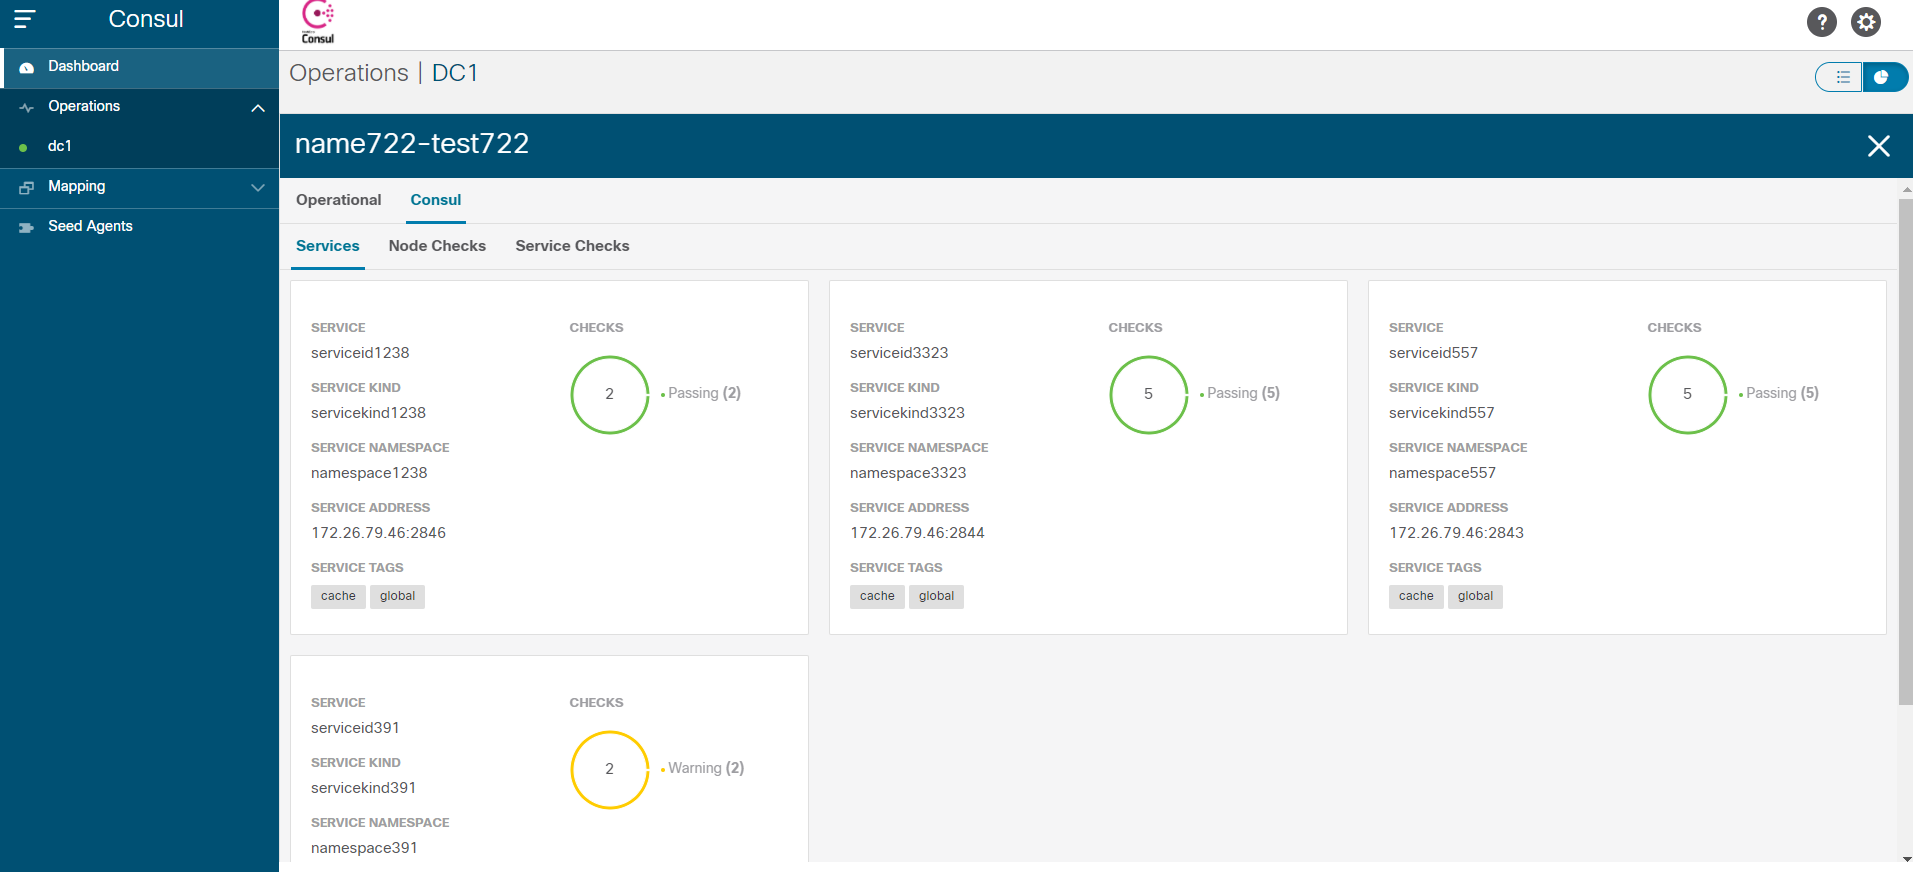 Consul
Consul
Dashboard
Operations
dc1
Mapping
Seed Agents
?
Operations | DC1
name722-test722
Operational Consul
Services Node Checks Service Checks
SERVICE
serviceid1238
SERVICE KIND
servicekind1238
SERVICE NAMESPACE
namespace1238
SERVICE ADDRESS
172.26.79.46:2846
SERVICE TAGS
cache global
CHECKS
2
Passing (2)
SERVICE
serviceid3323
SERVICE KIND
servicekind3323
SERVICE NAMESPACE
namespace3323
SERVICE ADDRESS
172.26.79.46:2844
SERVICE TAGS
cache global
CHECKS
5
Passing (5)
SERVICE
serviceid557
SERVICE KIND
servicekind557
SERVICE NAMESPACE
namespace557
SERVICE ADDRESS
172.26.79.46:2843
SERVICE TAGS
cache global
CHECKS
5
Passing (5)
SERVICE
serviceid391
SERVICE KIND
servicekind391
SERVICE NAMESPACE
namespace391
CHECKS
2
Warning (2)